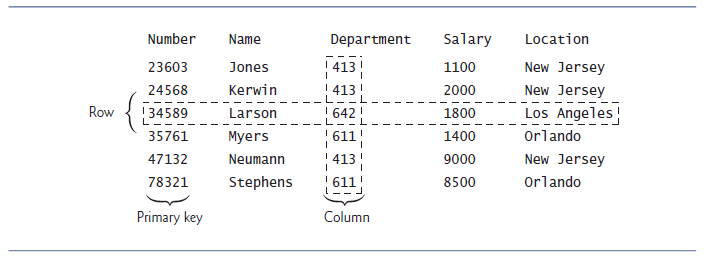 Number Name Department Salary Location
23603 Jones 413 1100 New Jersey
24568 Kerwin 413 2000 New Jersey
Row 34589 Larson 642 1800 Los Angeles
35761 Myers 611 1400 Orlando
47132 Neumann 413 9000 New Jersey
78321 Stephens 611 8500 Orlando
Primary key Column